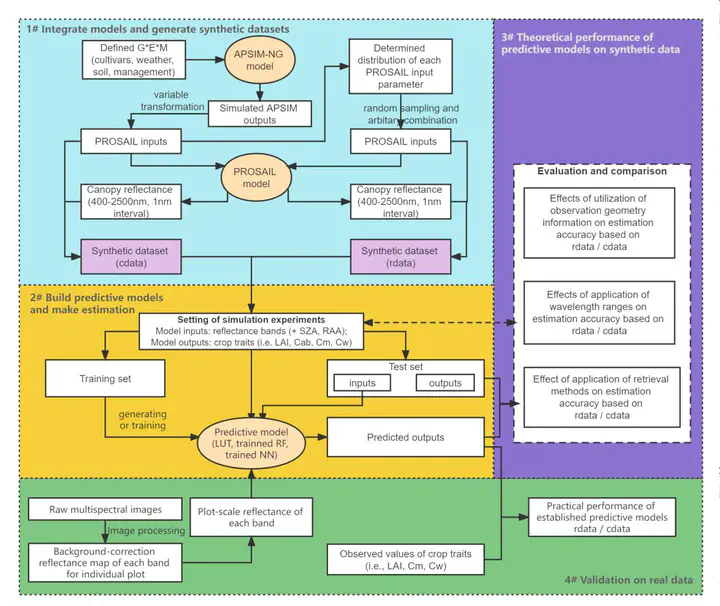 1# Integrate models and generate synthetic datasets
Defined G*E*M
(cultivars, weather,
soil, management)
APSIM-NG
model
Determined
distribution of each
PROSAIL input
parameter
variable
transformation
Simulated APSIM
outputs
random sampling and
arbitary combination
PROSAIL inputs
PROSAIL inputs
PROSAIL
model
Canopy reflectance
(400-2500nm, 1nm
interval)
Canopy reflectance
(400-2500nm, 1nm
interval)
Synthetic dataset
(cdata)
Synthetic dataset
(rdata)
2# Build predictive models
and make estimation
Setting of simulation experiments
Model inputs: reflectance bands (+ SZA, RAA);
Model outputs: crop traits (i.e. LAI, Cab, Cm, Cw)
Training set
Test set
inputs
outputs
generating
or training
Predictive model
(LUT, trainned RF,
trained NN)
Predicted outputs
3# Theoretical performance of
predictive models on synthetic data
Evaluation and comparison
Effects of utilization of
observation geometry
information on estimation
accuracy based on
rdata / cdata
Effects of application of
wavelength ranges on
estimation accuracy based on
rdata / cdata
Effect of application of retrieval
methods on estimation
accuracy based on
rdata / cdata
Raw multispectral images
Image processing
Background-correction
reflectance map of each band
for individual plot
Plot-scale reflectance of
each band
Observed values of crop traits
(i.e., LAI, Cm, Cw)
Practical performance of
established predictive models
rdata / cdata
4# Validation on real data